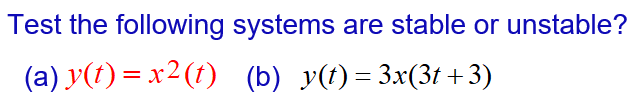 Test the following systems are stable or unstable?
(a) y(t) = x2(t) (b) y(t) = 3x(3t + 3)